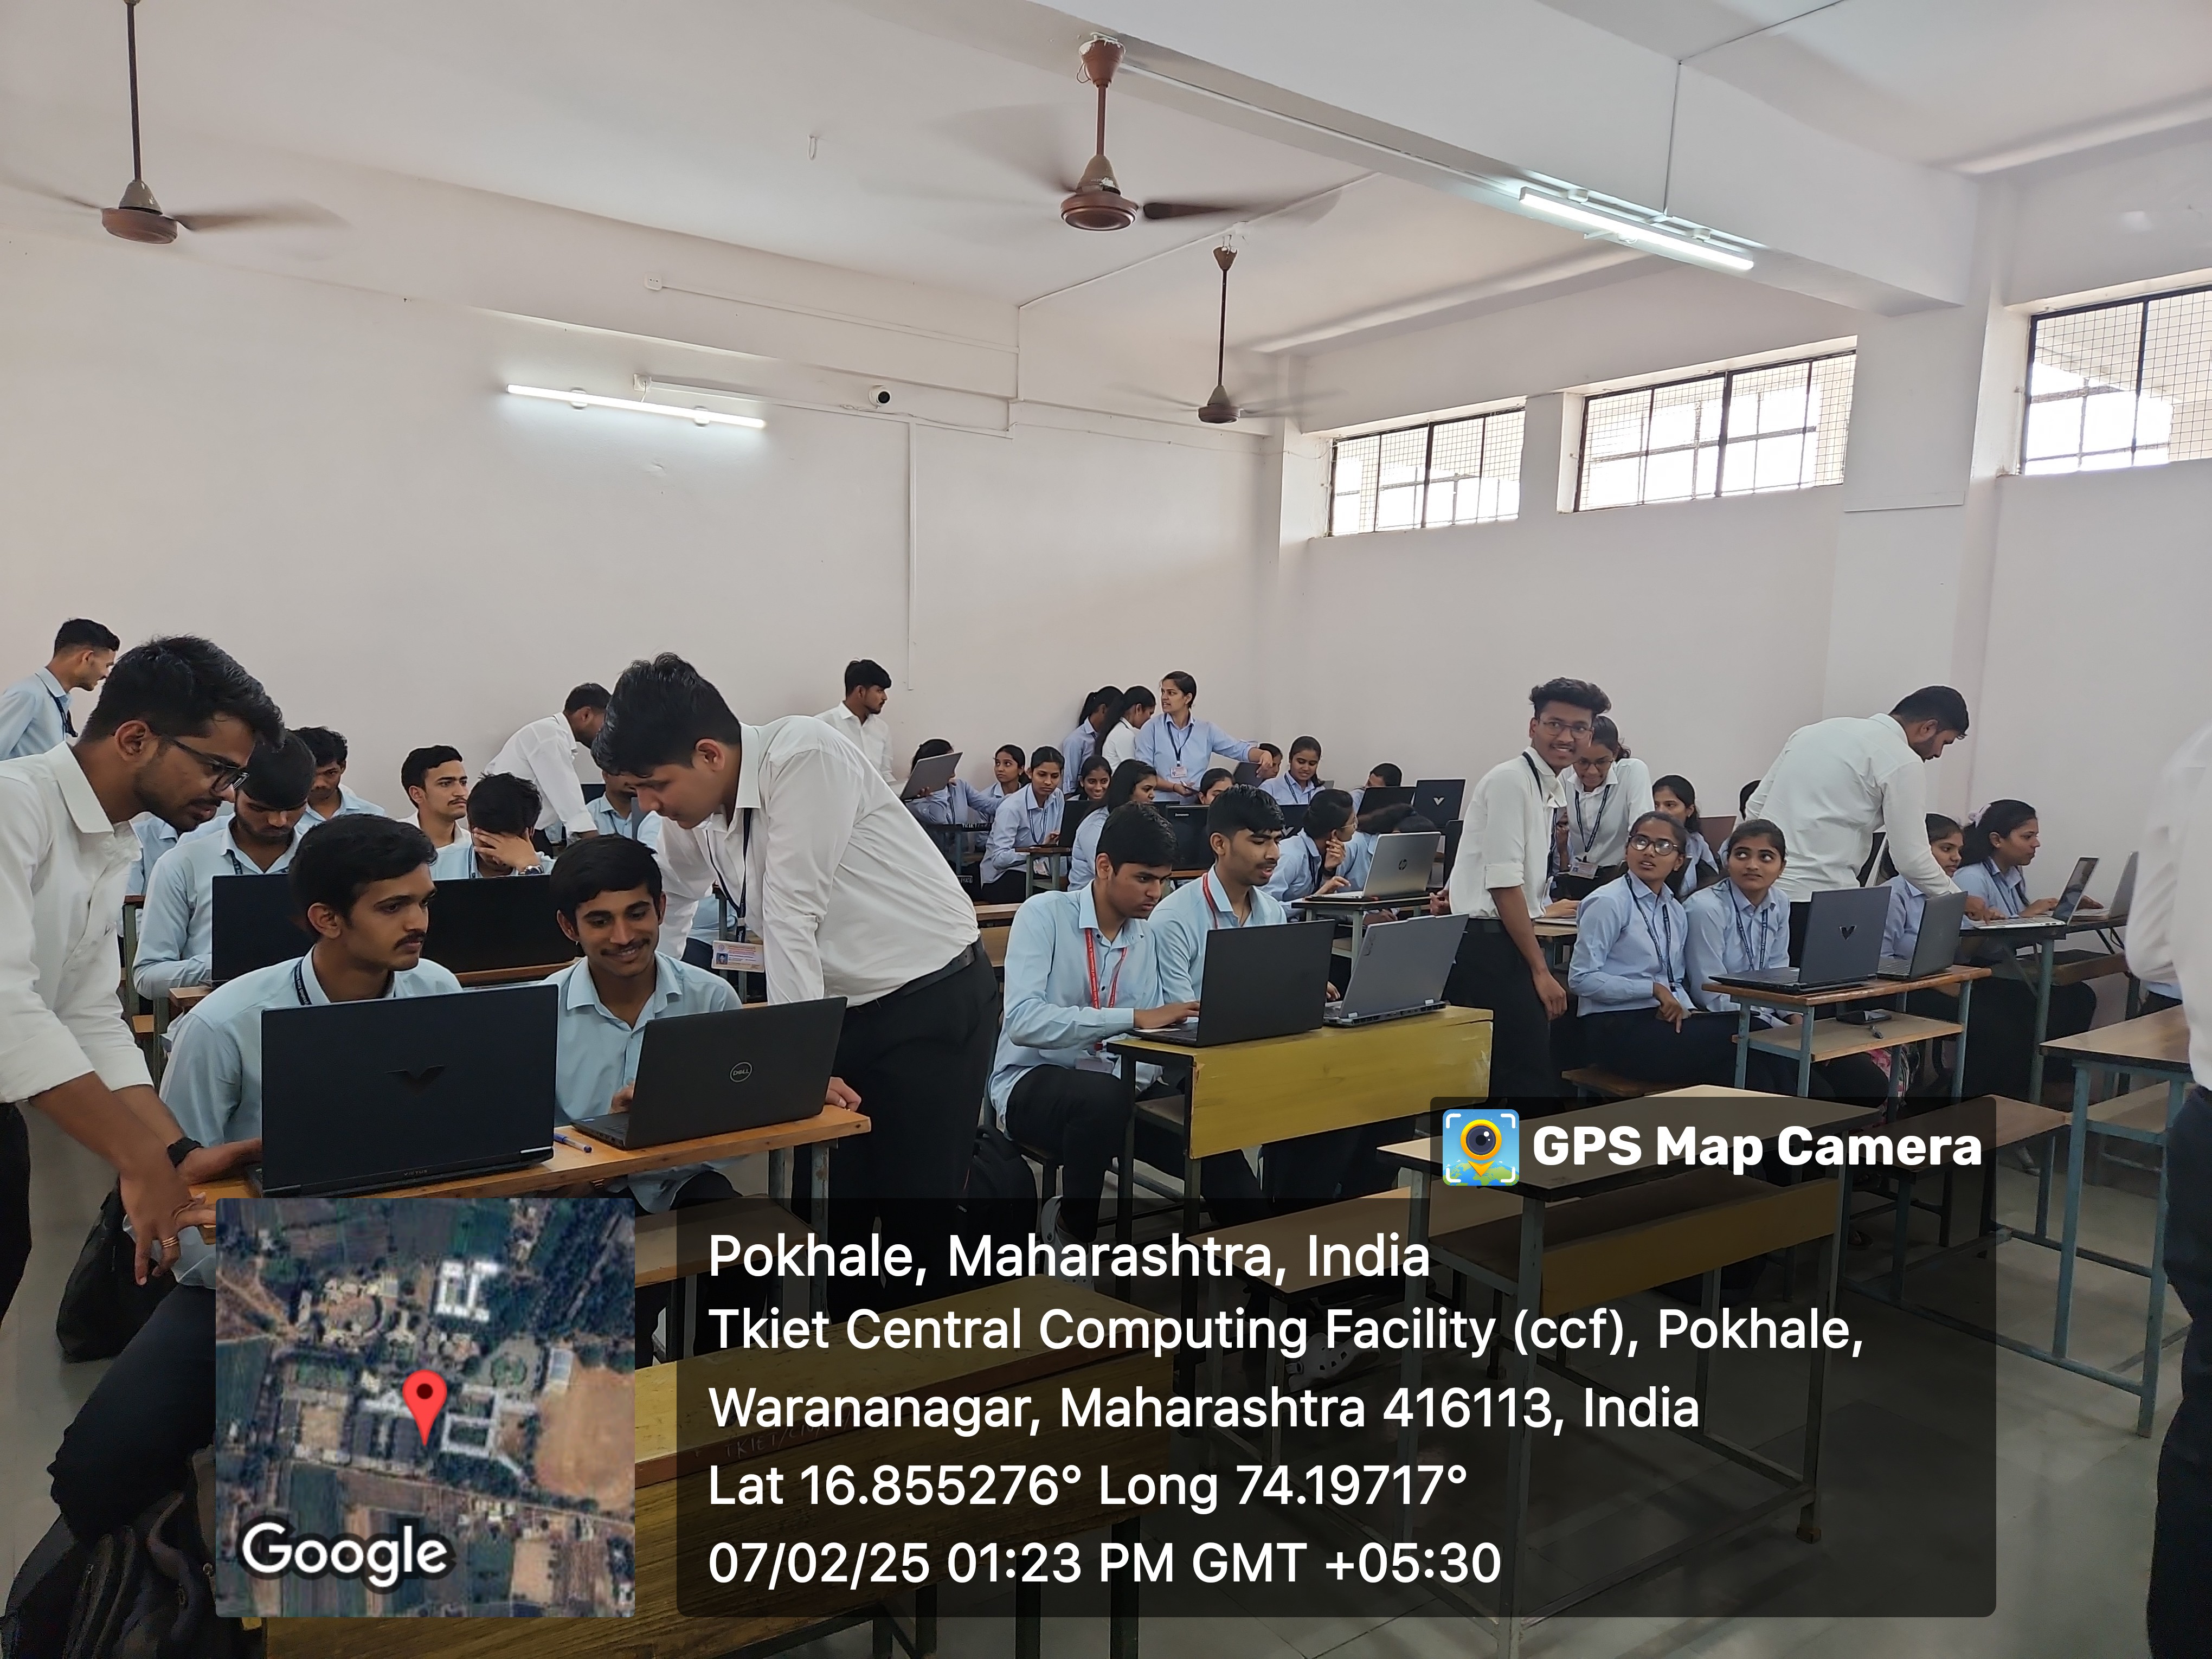 DELL
VICTUS
GPS Map Camera
Pokhale, Maharashtra, India
Tkiet Central Computing Facility (ccf), Pokhale,
Warananagar, Maharashtra 416113, India
Lat 16.855276° Long 74.19717°
07/02/25 01:23 PM GMT +05:30
Google